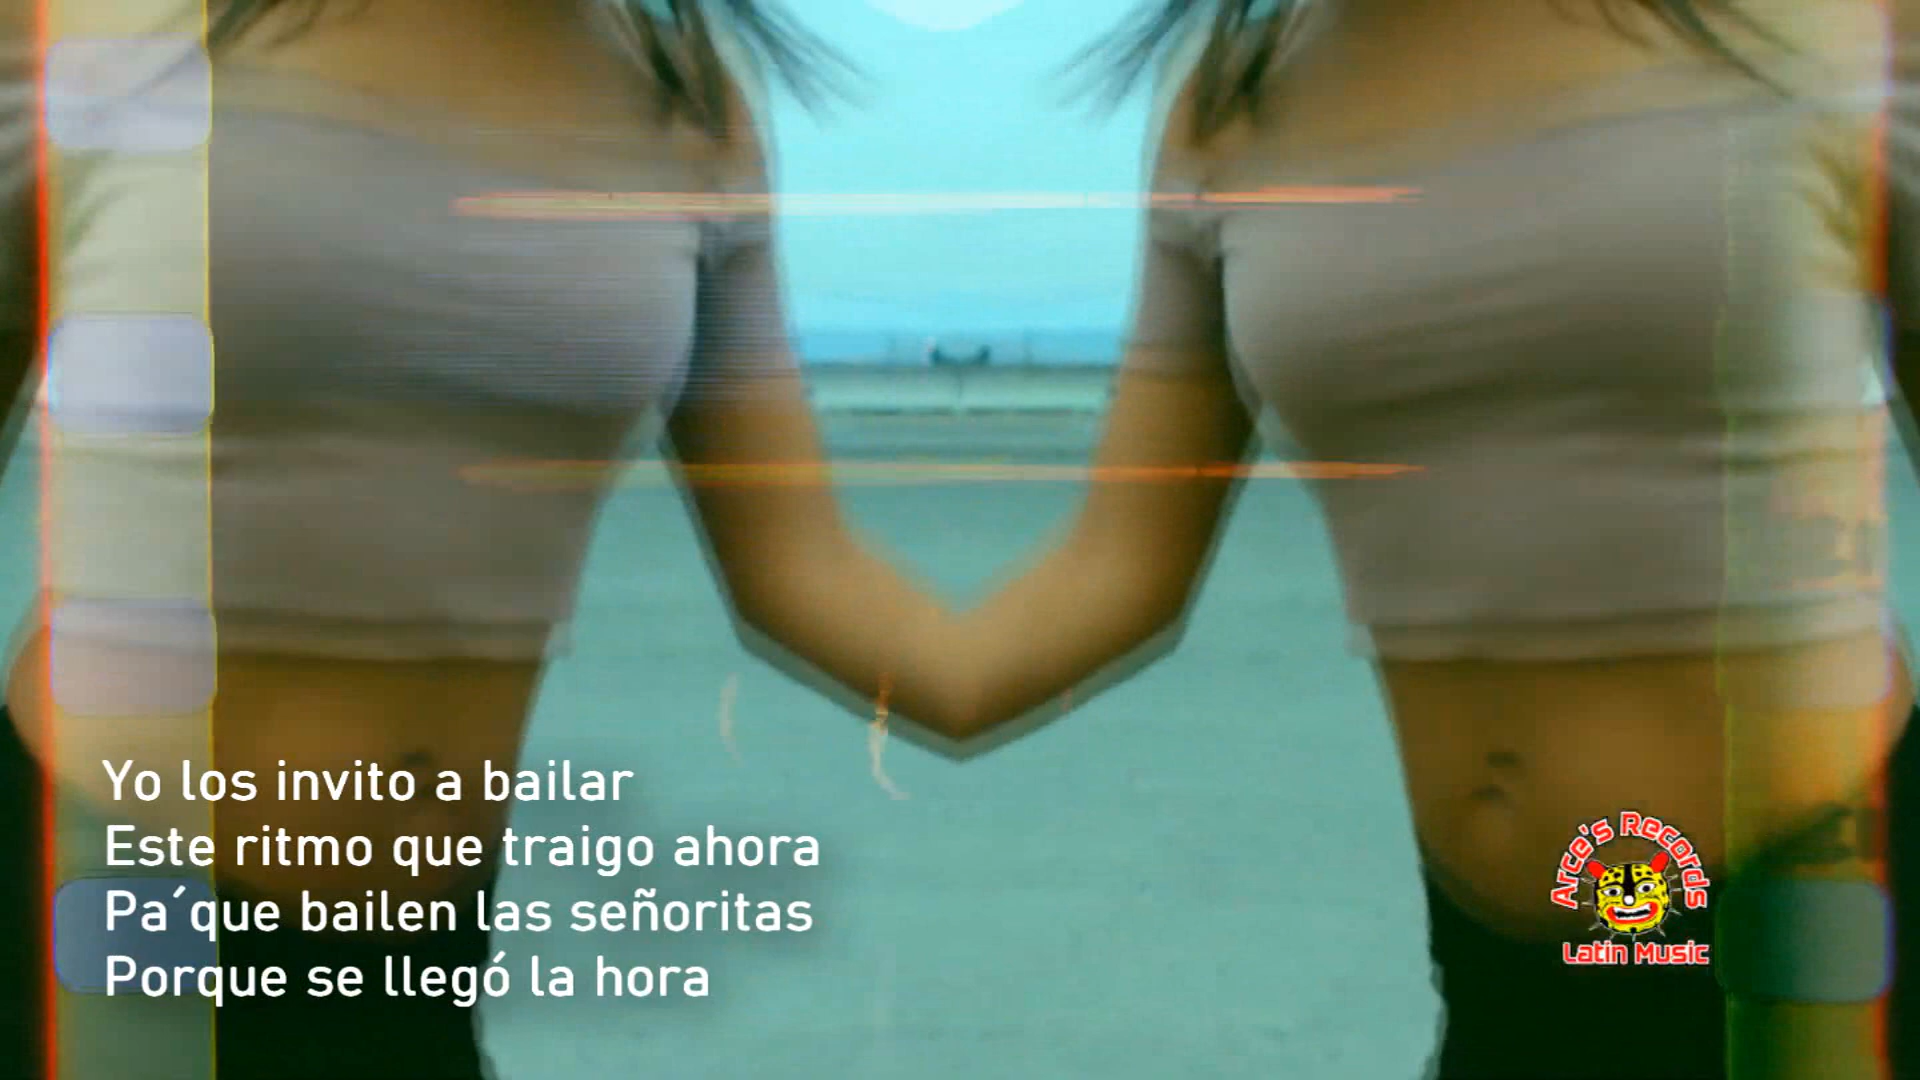 Yo los invito a bailar
Este ritmo que traigo ahora
Pa´que bailen las señoritas
Porque se llegó la hora
Arce's Records
Latin Music